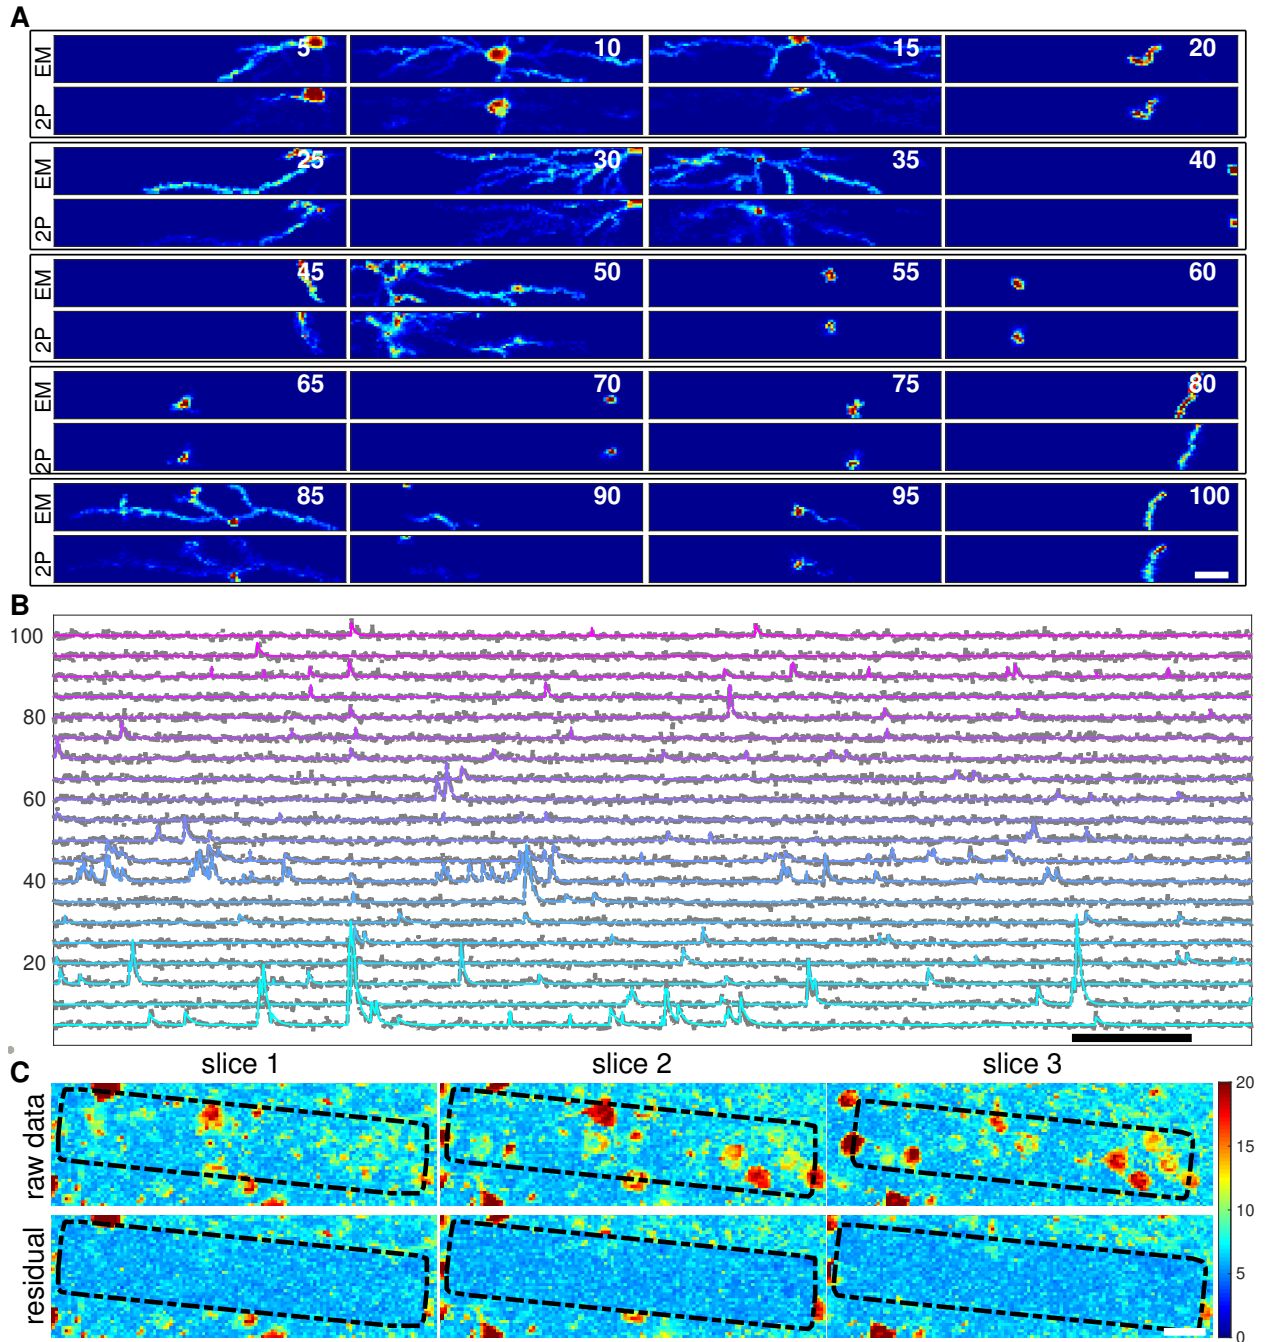 A
EM 5 10 15 20
2P
EM 25 30 35 40
2P
EM 45 50 55 60
2P
EM 65 70 75 80
2P
EM 85 90 95 100
2P
B
100
80
60
40
20
C
slice 1 slice 2 slice 3
raw data
residual
20
15
10
5
0